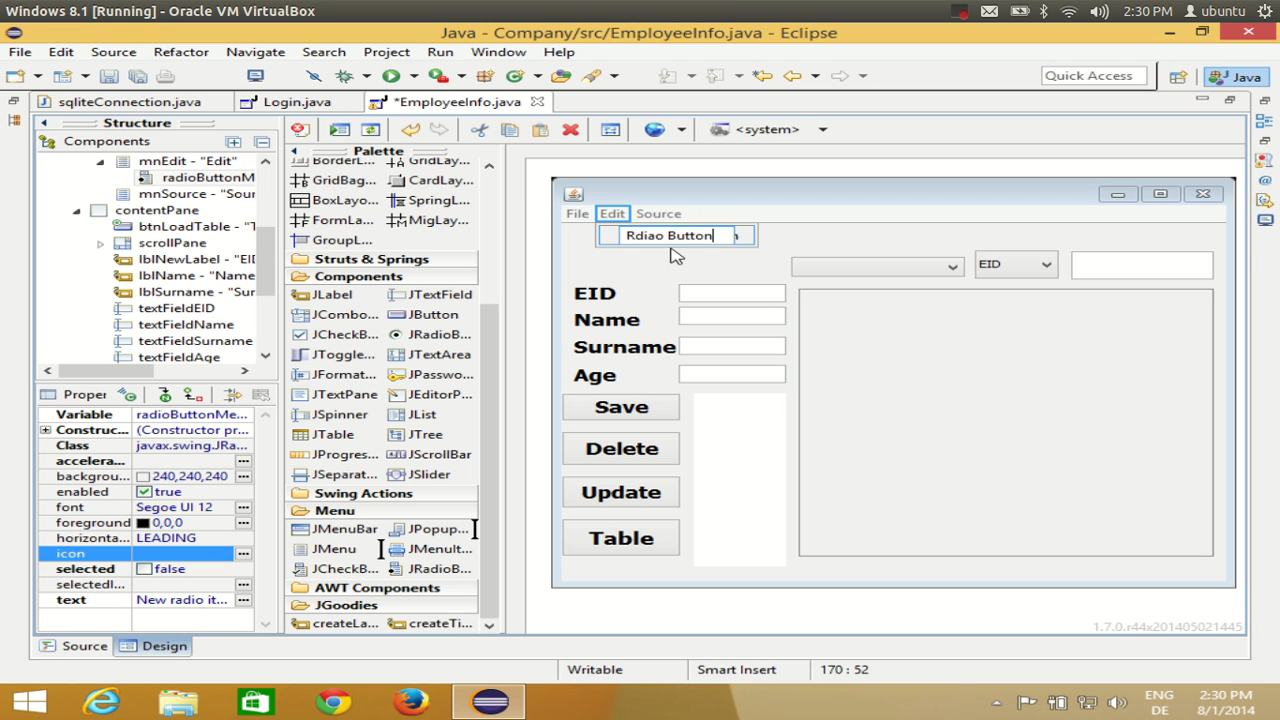 Windows 8.1 [Running] - Oracle VM VirtualBox
2:30 PM
ubuntu
Java - Company/src/EmployeeInfo.java - Eclipse
File Edit Source Refactor Navigate Search Project Run Window Help
Quick Access
Java
sqliteConnection.java
Login.java
*EmployeeInfo.java
Structure
Components
mnEdit - "Edit"
radioButtonM
mnSource - "Sour
contentPane
btnLoadTable - "T
scrollPane
lblNewLabel - "EI
lblName - "Name
lblSurname - "Sur
textFieldEID
textFieldName
textFieldSurname
textFieldAge
Proper
Variable radioButtonMe...
Construc... (Constructor pr...
Class javax.swing.JRa...
accelera...
backgrou... 240,240,240
enabled true
font Segoe UI 12
foreground 0,0,0
horizonta... LEADING
icon
selected false
selectedI...
text New radio it...
Source
Design
Palette
BorderL... GridLay...
GridBag... CardLay...
BoxLayo... SpringL...
FormLa... MigLay...
GroupL...
Struts & Springs
Components
JLabel JTextField
JCombo... JButton
JCheckB... JRadioB...
JToggle... JTextArea
JFormat... JPasswo...
JTextPane JEditorP...
JSpinner JList
JTable JTree
JProgres... JScrollBar
JSeparat... JSlider
Swing Actions
Menu
JMenuBar JPopup...
JMenu JMenuIt...
JCheckB... JRadioB...
AWT Components
JGoodies
createLa... createTi...
<system>
File Edit Source
Rdiao Button
EID
EID
Name
Surname
Age
Save
Delete
Update
Table
1.7.0.r44x201405021445
Writable
Smart Insert
170 : 52
ENG
DE
2:30 PM
8/1/2014